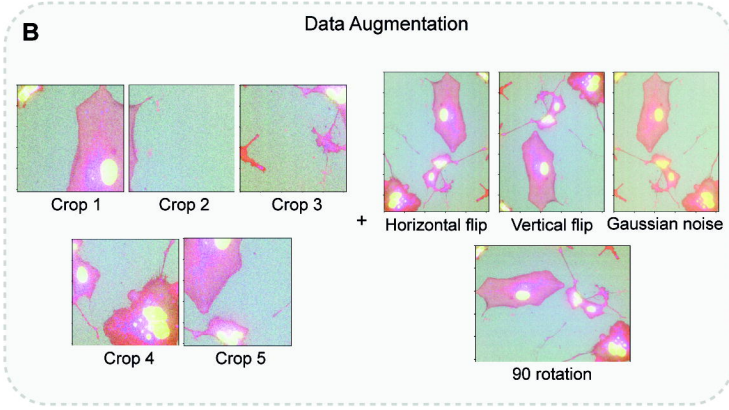 B
Data Augmentation
Crop 1
Crop 2
Crop 3
+
Horizontal flip
Vertical flip
Gaussian noise
Crop 4
Crop 5
90 rotation